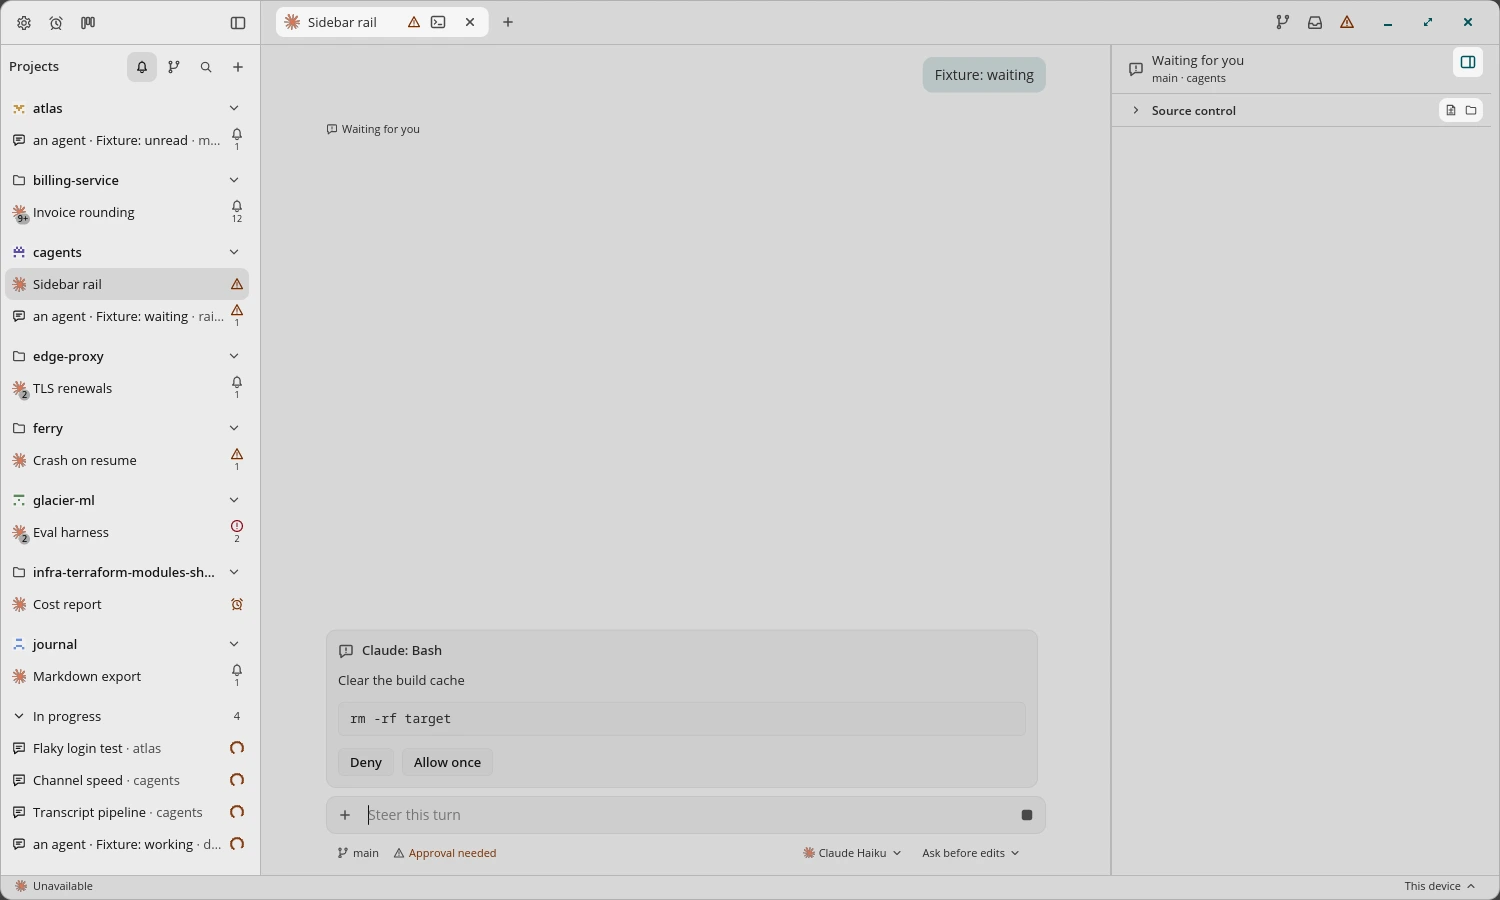 Sidebar rail
Projects
atlas
an agent · Fixture: unread · m...
1
billing-service
9+
Invoice rounding
12
cagents
Sidebar rail
an agent · Fixture: waiting · rai...
1
edge-proxy
2
TLS renewals
1
ferry
Crash on resume
1
glacier-ml
2
Eval harness
2
infra-terraform-modules-sh...
Cost report
journal
Markdown export
1
In progress
4
Flaky login test · atlas
Channel speed · cagents
Transcript pipeline · cagents
an agent · Fixture: working · d...
Fixture: waiting
Waiting for you
Claude: Bash
Clear the build cache
rm -rf target
Deny
Allow once
Steer this turn
main
Approval needed
Claude Haiku
Ask before edits
Waiting for you
main · cagents
Source control
Unavailable
This device